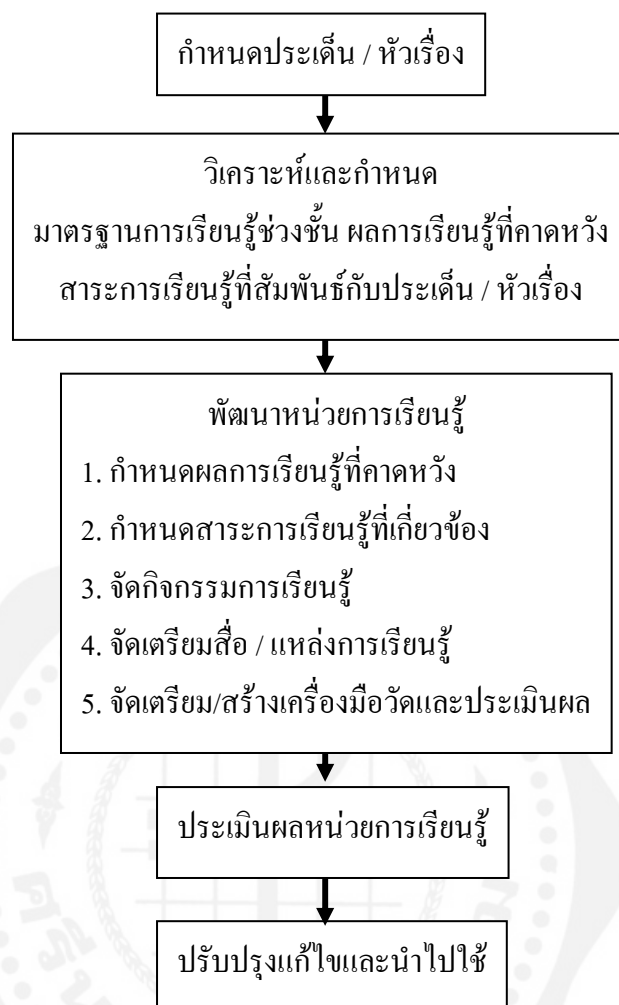 กำหนดประเด็น / หัวเรื่อง
วิเคราะห์และกำหนด
มาตรฐานการเรียนรู้ช่วงชั้น ผลการเรียนรู้ที่คาดหวัง
สาระการเรียนรู้ที่สัมพันธ์กับประเด็น / หัวเรื่อง
พัฒนาหน่วยการเรียนรู้
1. กำหนดผลการเรียนรู้ที่คาดหวัง
2. กำหนดสาระการเรียนรู้ที่เกี่ยวข้อง
3. จัดกิจกรรมการเรียนรู้
4. จัดเตรียมสื่อ / แหล่งการเรียนรู้
5. จัดเตรียม/สร้างเครื่องมือวัดและประเมินผล
ประเมินผลหน่วยการเรียนรู้
ปรับปรุงแก้ไขและนำไปใช้